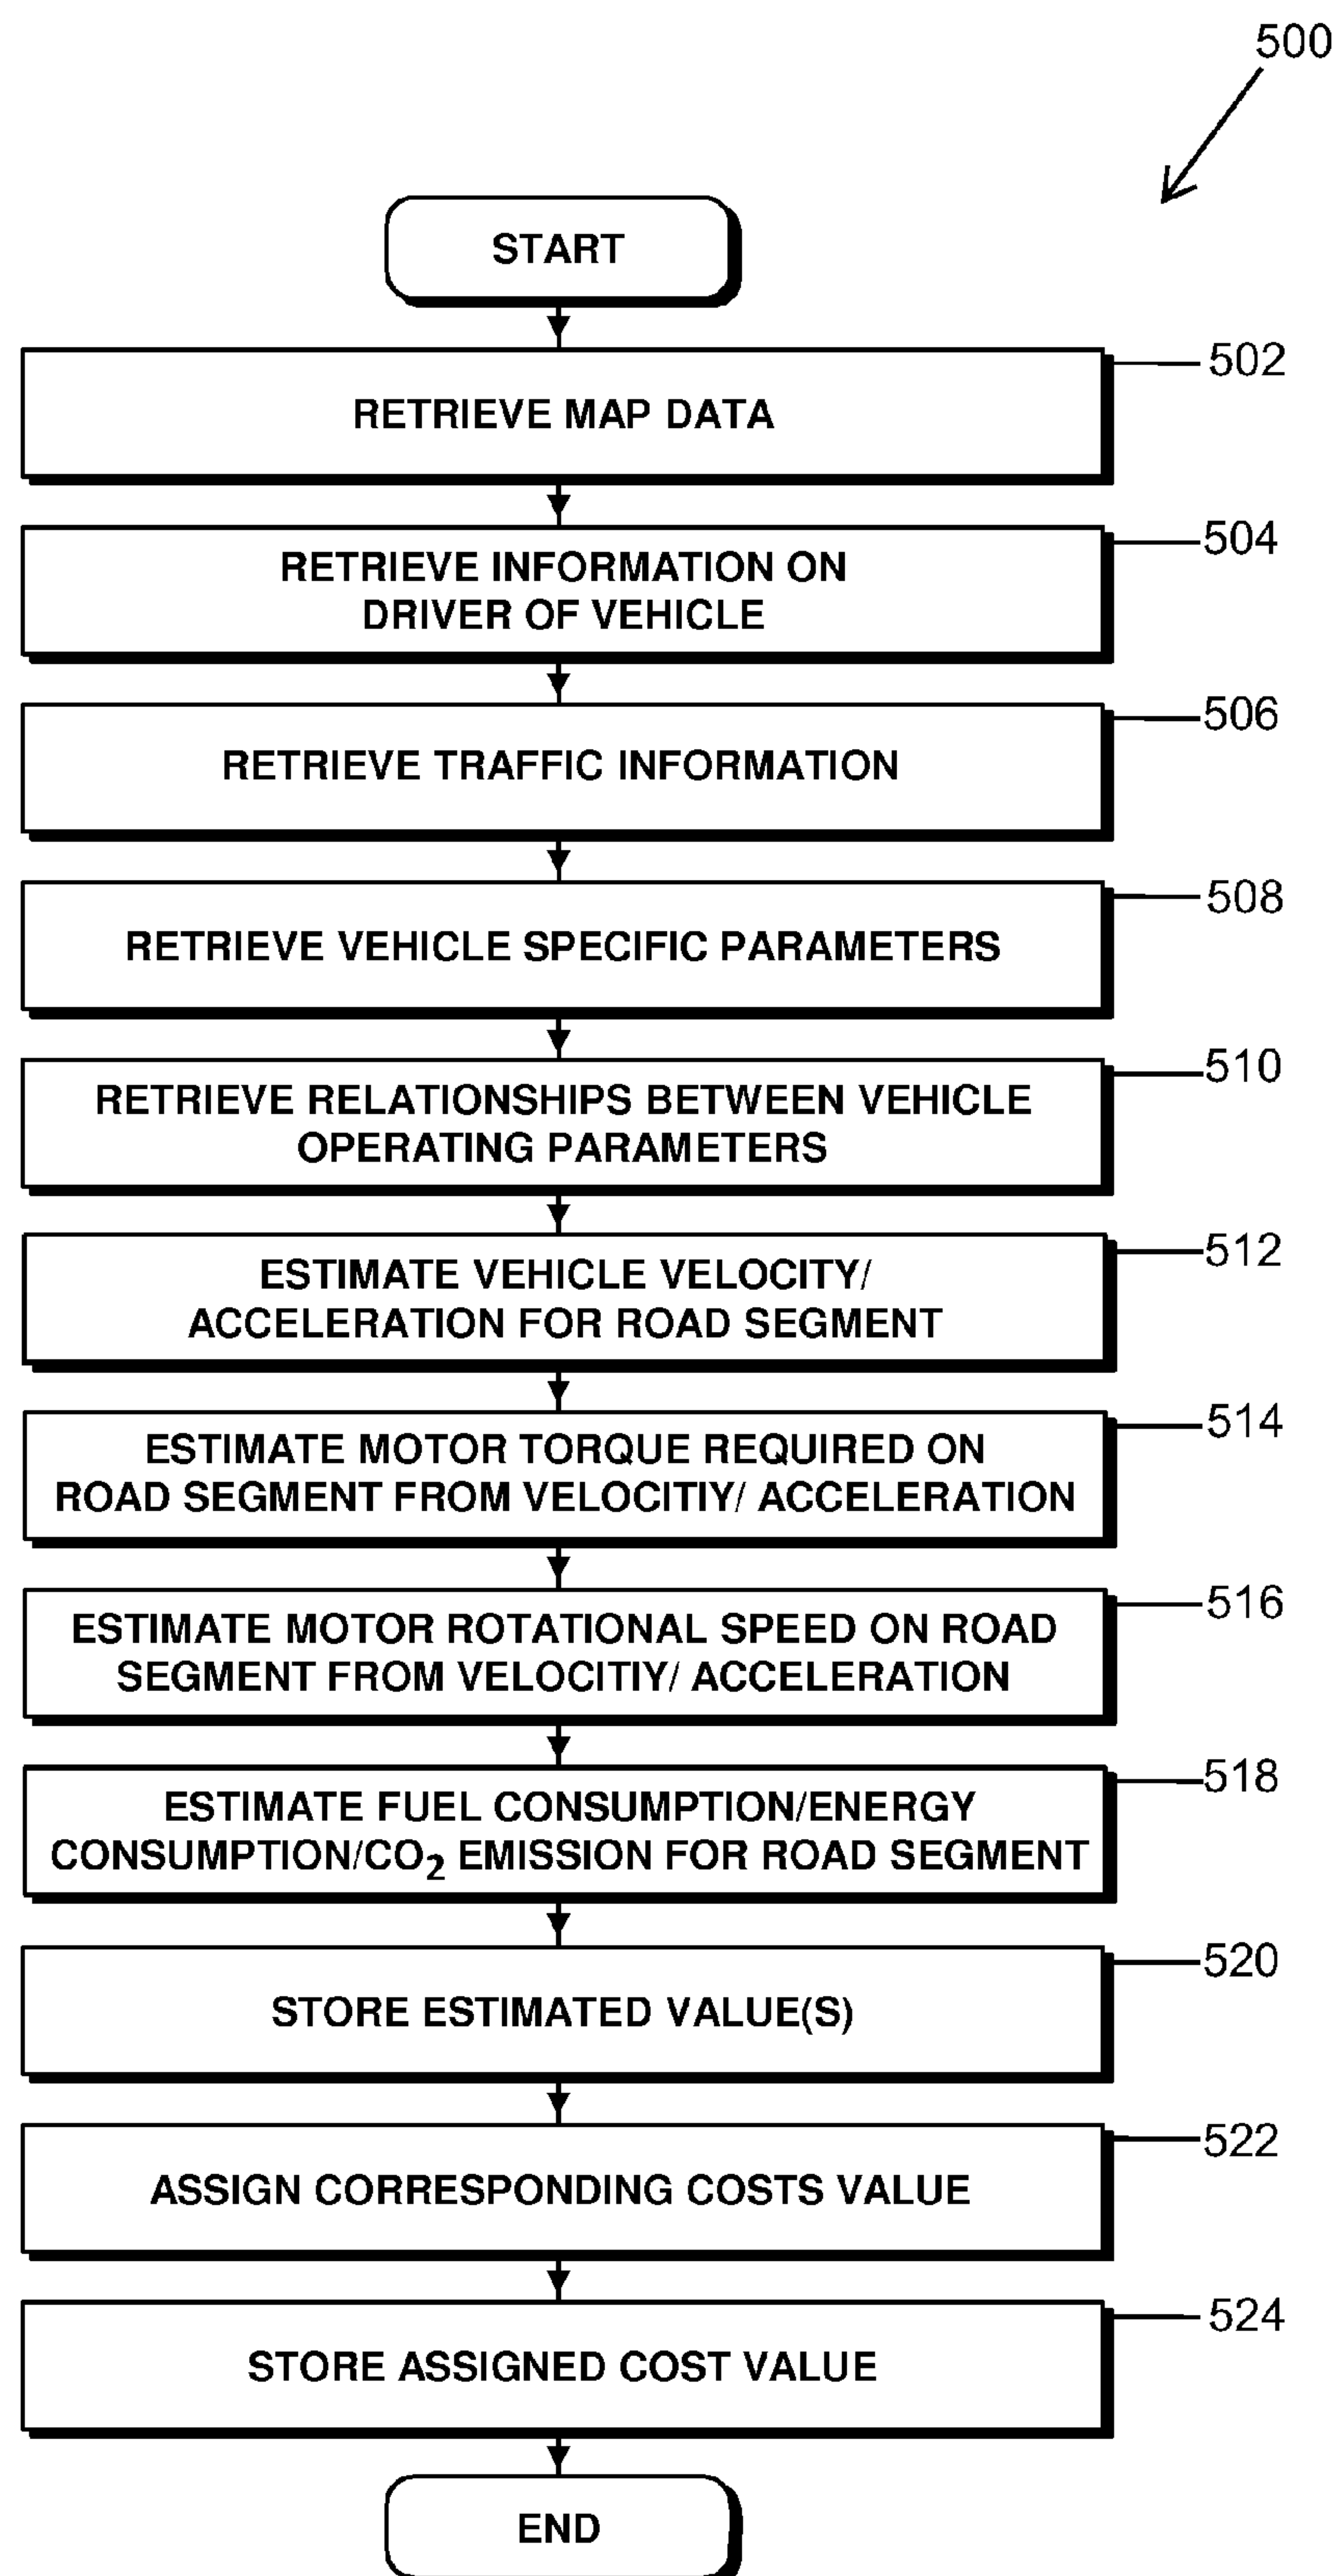 500
START
502
RETRIEVE MAP DATA
504
RETRIEVE INFORMATION ON
DRIVER OF VEHICLE
506
RETRIEVE TRAFFIC INFORMATION
508
RETRIEVE VEHICLE SPECIFIC PARAMETERS
510
RETRIEVE RELATIONSHIPS BETWEEN VEHICLE
OPERATING PARAMETERS
512
ESTIMATE VEHICLE VELOCITY/
ACCELERATION FOR ROAD SEGMENT
514
ESTIMATE MOTOR TORQUE REQUIRED ON
ROAD SEGMENT FROM VELOCITIY/ ACCELERATION
516
ESTIMATE MOTOR ROTATIONAL SPEED ON ROAD
SEGMENT FROM VELOCITIY/ ACCELERATION
518
ESTIMATE FUEL CONSUMPTION/ENERGY
CONSUMPTION/CO₂ EMISSION FOR ROAD SEGMENT
520
STORE ESTIMATED VALUE(S)
522
ASSIGN CORRESPONDING COSTS VALUE
524
STORE ASSIGNED COST VALUE
END